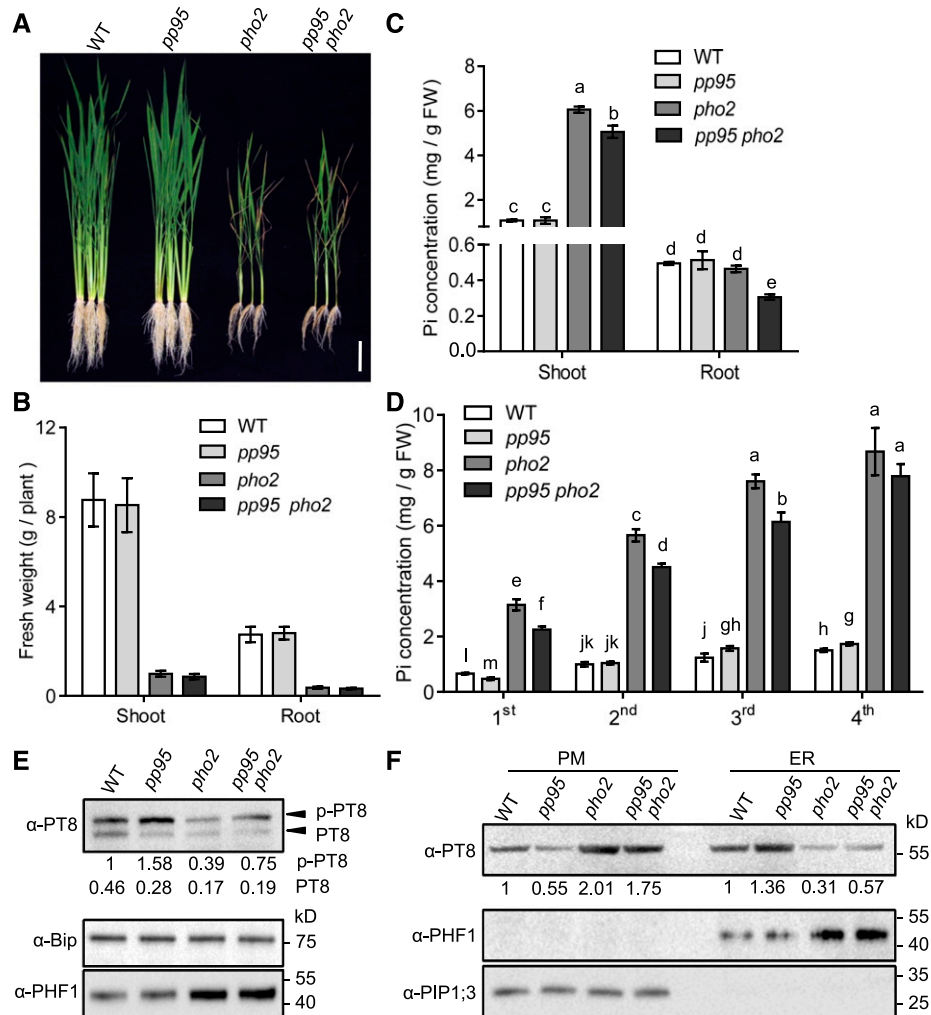 A
WT
pp95
pho2
pp95
pho2
B
Fresh weight (g / plant )
12
8
4
0
WT
pp95
pho2
pp95 pho2
Shoot
Root
C
Pi concentration (mg / g FW)
8
6
4
2
0.6
0.4
0.2
0.0
WT
pp95
pho2
pp95 pho2
c
c
a
b
d
d
d
e
Shoot
Root
D
Pi concentration (mg / g FW)
10
8
6
4
2
0
WT
pp95
pho2
pp95 pho2
l
m
e
f
jk
jk
c
d
j
gh
a
b
h
g
a
a
1st
2nd
3rd
4th
E
WT
pp95
pho2
pp95
pho2
α-PT8
p-PT8
PT8
1 1.58 0.39 0.75 p-PT8
0.46 0.28 0.17 0.19 PT8
kD
α-Bip
75
α-PHF1
55
40
F
PM
ER
WT
pp95
pho2
pp95
pho2
WT
pp95
pho2
pp95
pho2
kD
α-PT8
55
1 0.55 2.01 1.75 1 1.36 0.31 0.57
α-PHF1
55
40
α-PIP1;3
35
25